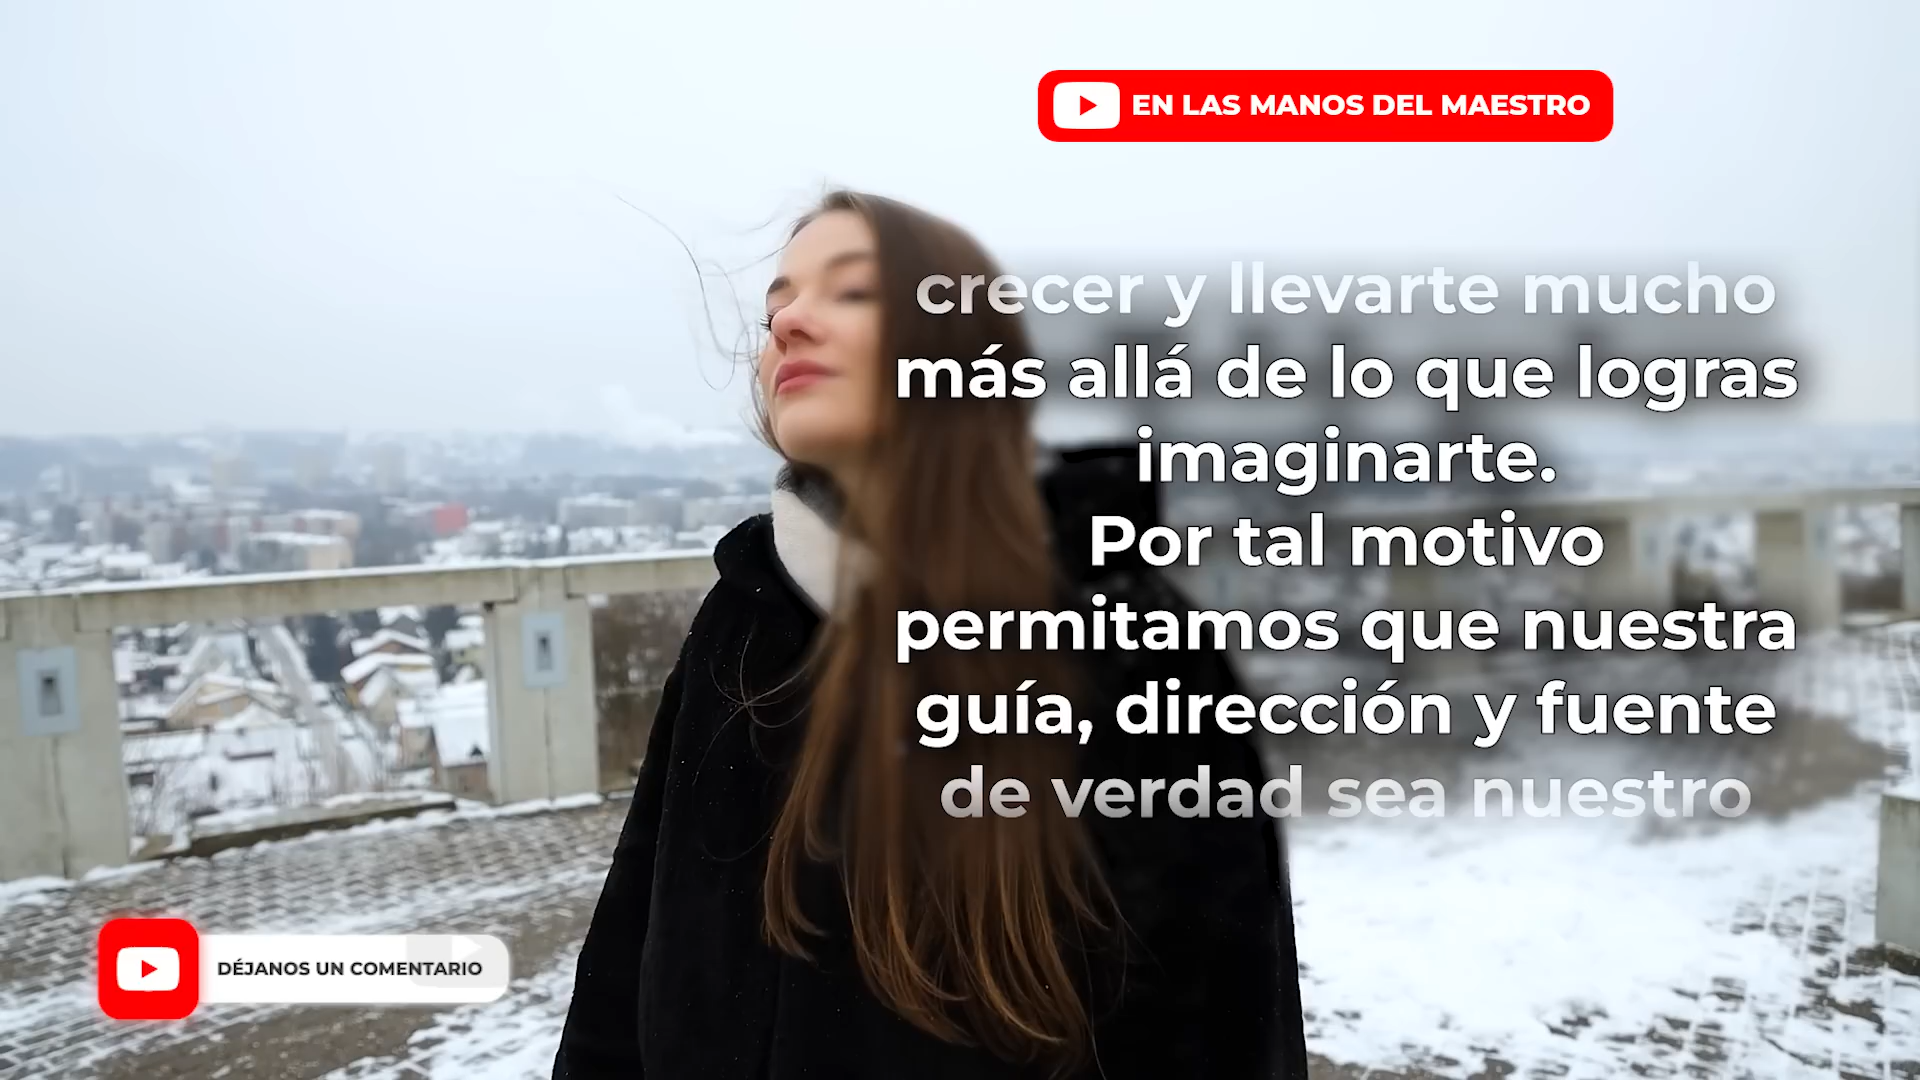 EN LAS MANOS DEL MAESTRO
crecer y llevarte mucho
más allá de lo que logras
imaginarte.
Por tal motivo
permitamos que nuestra
guía, dirección y fuente
de verdad sea nuestro
DÉJANOS UN COMENTARIO